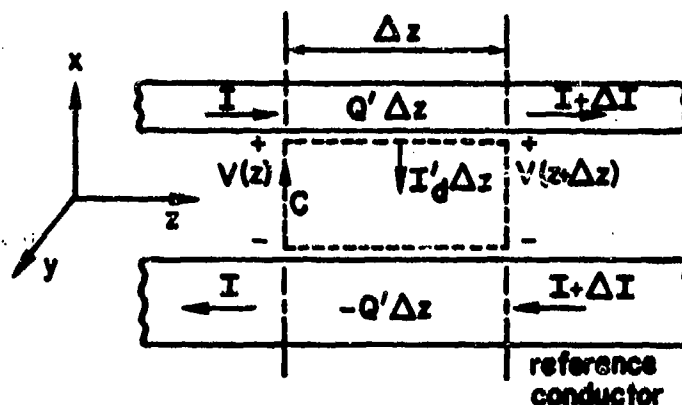 Δz
x
I
Q'Δz
I+ΔI
+
+
V(z)
I'dΔz
V(z+Δz)
C
z
y
-
-
I
-Q'Δz
I+ΔI
reference
conductor